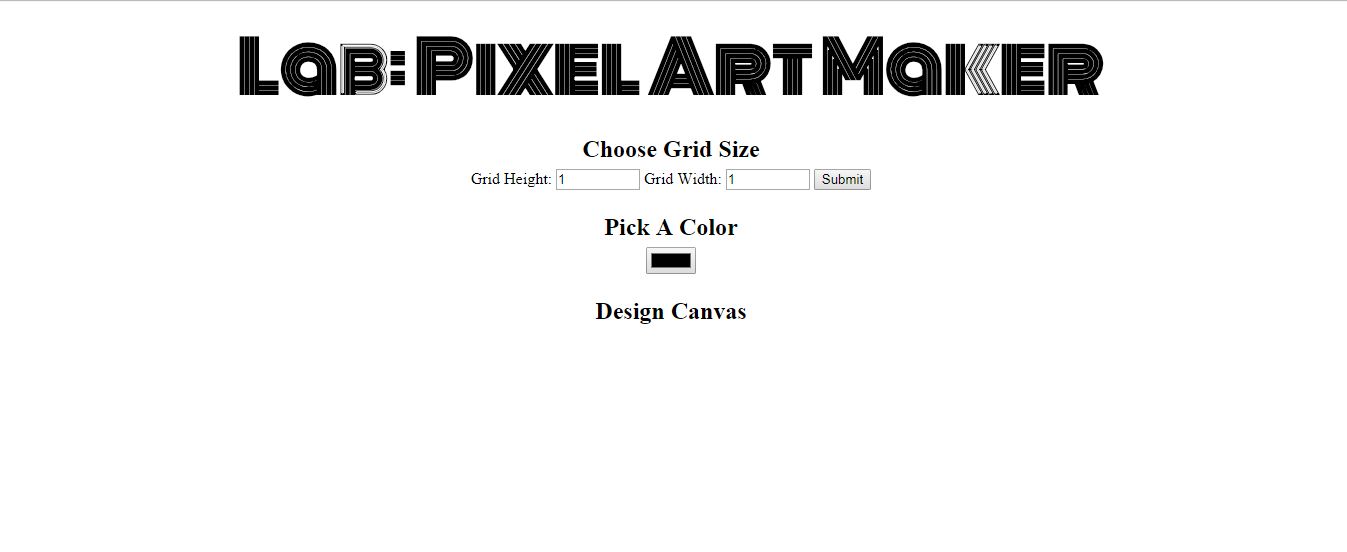 Lab: Pixel Art Maker
Choose Grid Size
Grid Height: 1 Grid Width: 1 Submit
Pick A Color
Design Canvas